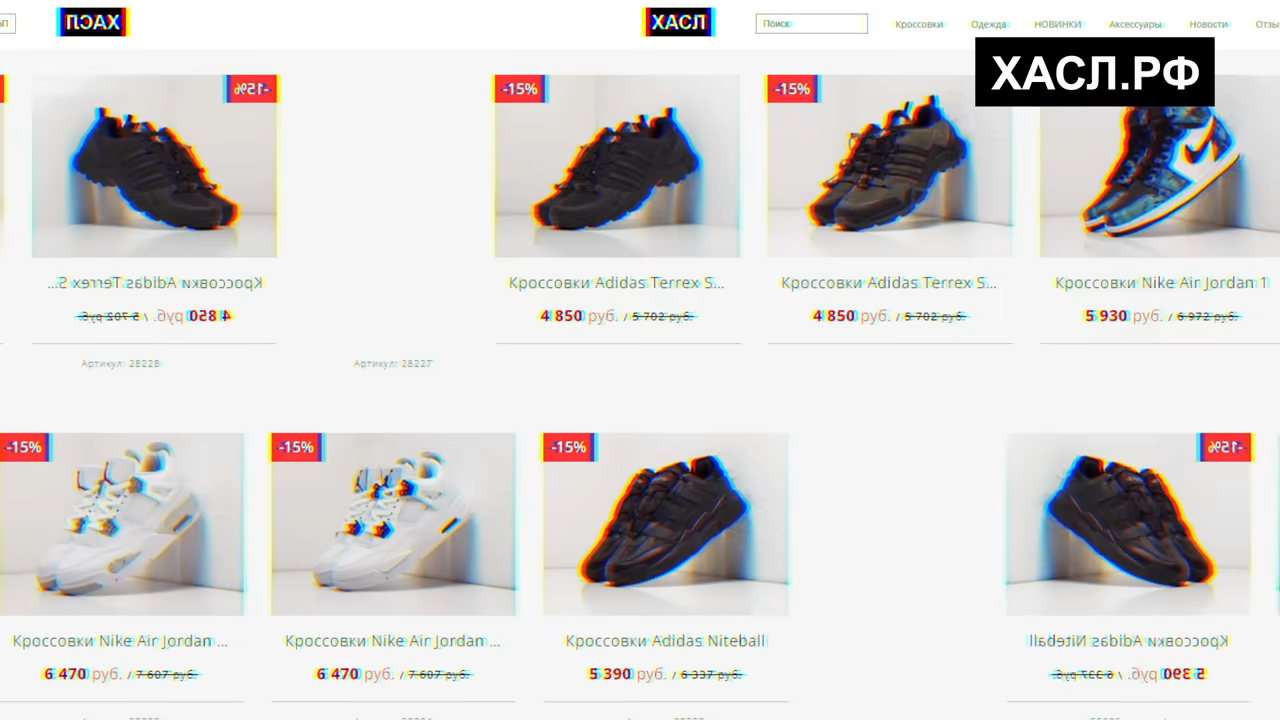 ХАСЛ
ХАСЛ
Поиск
Кроссовки
Одежда
НОВИНКИ
Аксессуары
Новости
ХАСЛ.РФ
-15%
-15%
-15%
Кроссовки Adidas Terrex S...
Кроссовки Adidas Terrex S...
Кроссовки Adidas Terrex S...
Кроссовки Nike Air Jordan 1
4 850 руб. / 5 702 руб.
4 850 руб. / 5 702 руб.
4 850 руб. / 5 702 руб.
5 930 руб. / 6 972 руб.
Артикул: 28228
Артикул: 28227
-15%
-15%
-15%
-15%
Кроссовки Nike Air Jordan ...
Кроссовки Nike Air Jordan ...
Кроссовки Adidas Niteball
Кроссовки Adidas Niteball
6 470 руб. / 7 607 руб.
6 470 руб. / 7 607 руб.
5 390 руб. / 6 337 руб.
5 390 руб. / 6 337 руб.